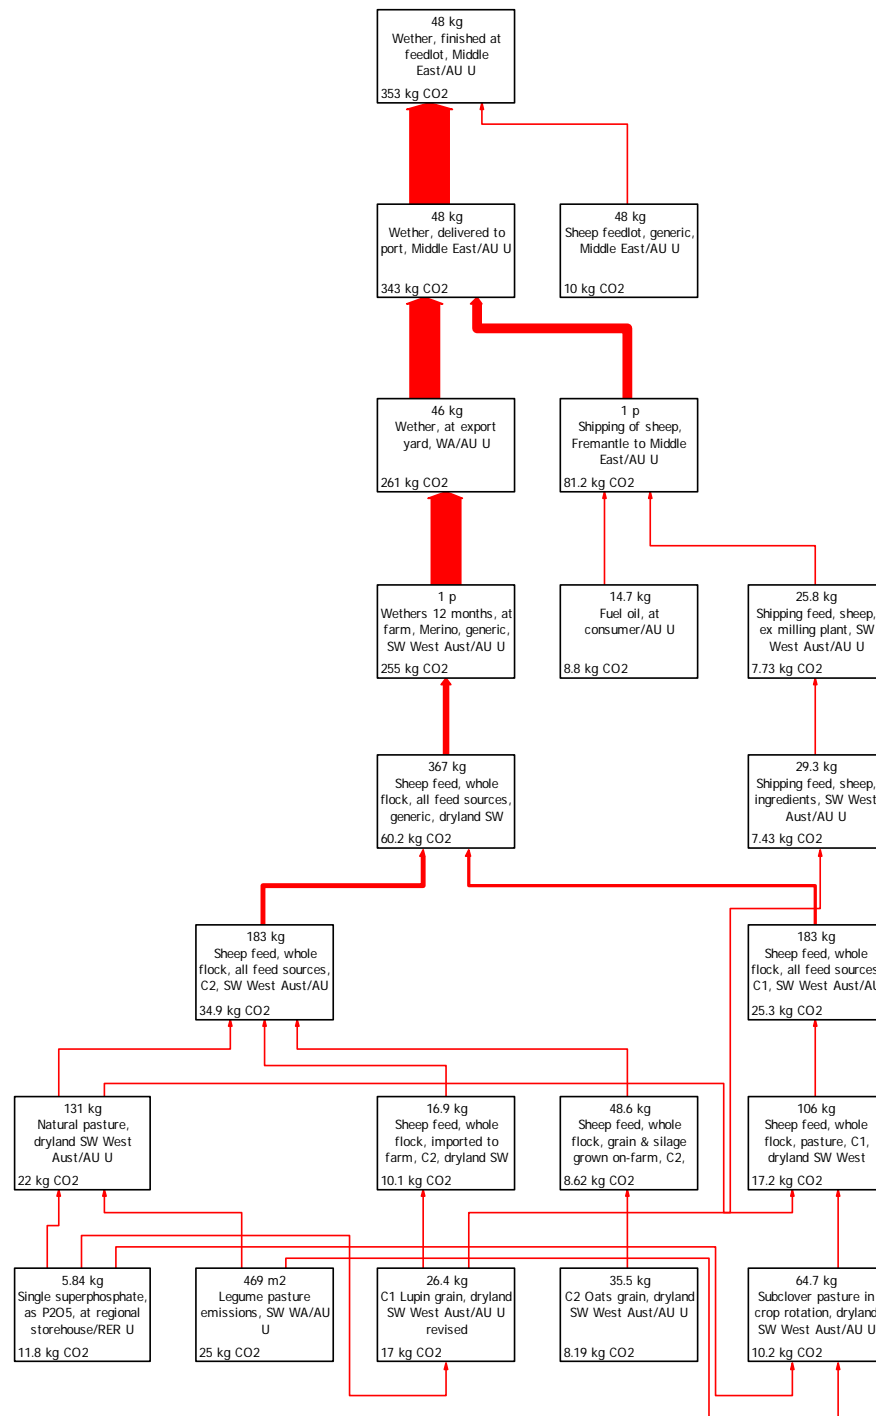 48 kg
Wether, finished at
feedlot, Middle
East/AU U
353 kg CO2
48 kg
Wether, delivered to
port, Middle East/AU U
343 kg CO2
48 kg
Sheep feedlot, generic,
Middle East/AU U
10 kg CO2
46 kg
Wether, at export
yard, WA/AU U
261 kg CO2
1 p
Shipping of sheep,
Fremantle to Middle
East/AU U
81.2 kg CO2
1 p
Wethers 12 months, at
farm, Merino, generic,
SW West Aust/AU U
255 kg CO2
14.7 kg
Fuel oil, at
consumer/AU U
8.8 kg CO2
25.8 kg
Shipping feed, sheep,
ex milling plant, SW
West Aust/AU U
7.73 kg CO2
367 kg
Sheep feed, whole
flock, all feed sources,
generic, dryland SW
60.2 kg CO2
29.3 kg
Shipping feed, sheep,
ingredients, SW West
Aust/AU U
7.43 kg CO2
183 kg
Sheep feed, whole
flock, all feed sources,
C2, SW West Aust/AU
34.9 kg CO2
183 kg
Sheep feed, whole
flock, all feed sources
C1, SW West Aust/AU
25.3 kg CO2
131 kg
Natural pasture,
dryland SW West
Aust/AU U
22 kg CO2
16.9 kg
Sheep feed, whole
flock, imported to
farm, C2, dryland SW
10.1 kg CO2
48.6 kg
Sheep feed, whole
flock, grain & silage
grown on-farm, C2,
8.62 kg CO2
106 kg
Sheep feed, whole
flock, pasture, C1,
dryland SW West
17.2 kg CO2
5.84 kg
Single superphosphate,
as P2O5, at regional
storehouse/RER U
11.8 kg CO2
469 m2
Legume pasture
emissions, SW WA/AU
U
25 kg CO2
26.4 kg
C1 Lupin grain, dryland
SW West Aust/AU U
revised
17 kg CO2
35.5 kg
C2 Oats grain, dryland
SW West Aust/AU U
8.19 kg CO2
64.7 kg
Subclover pasture in
crop rotation, dryland
SW West Aust/AU U
10.2 kg CO2